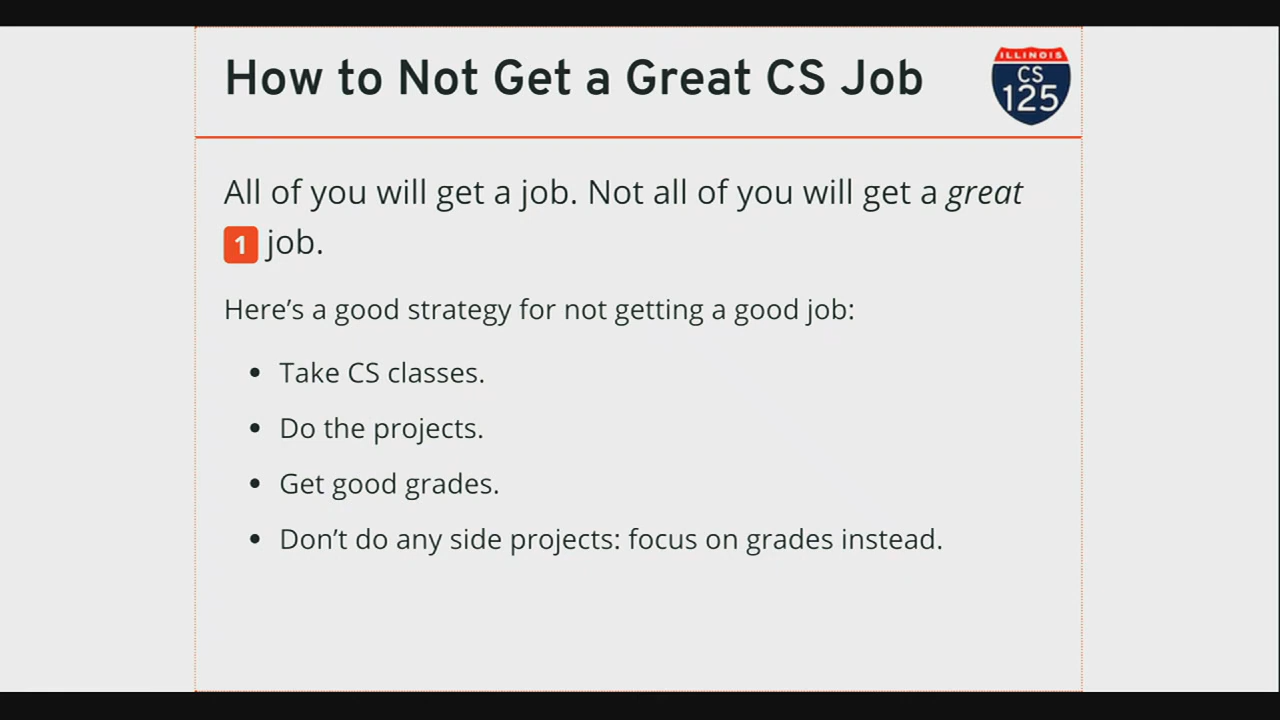 How to Not Get a Great CS Job
ILLINOIS
CS
125
All of you will get a job. Not all of you will get a great
1 job.
Here’s a good strategy for not getting a good job:
• Take CS classes.
• Do the projects.
• Get good grades.
• Don’t do any side projects: focus on grades instead.